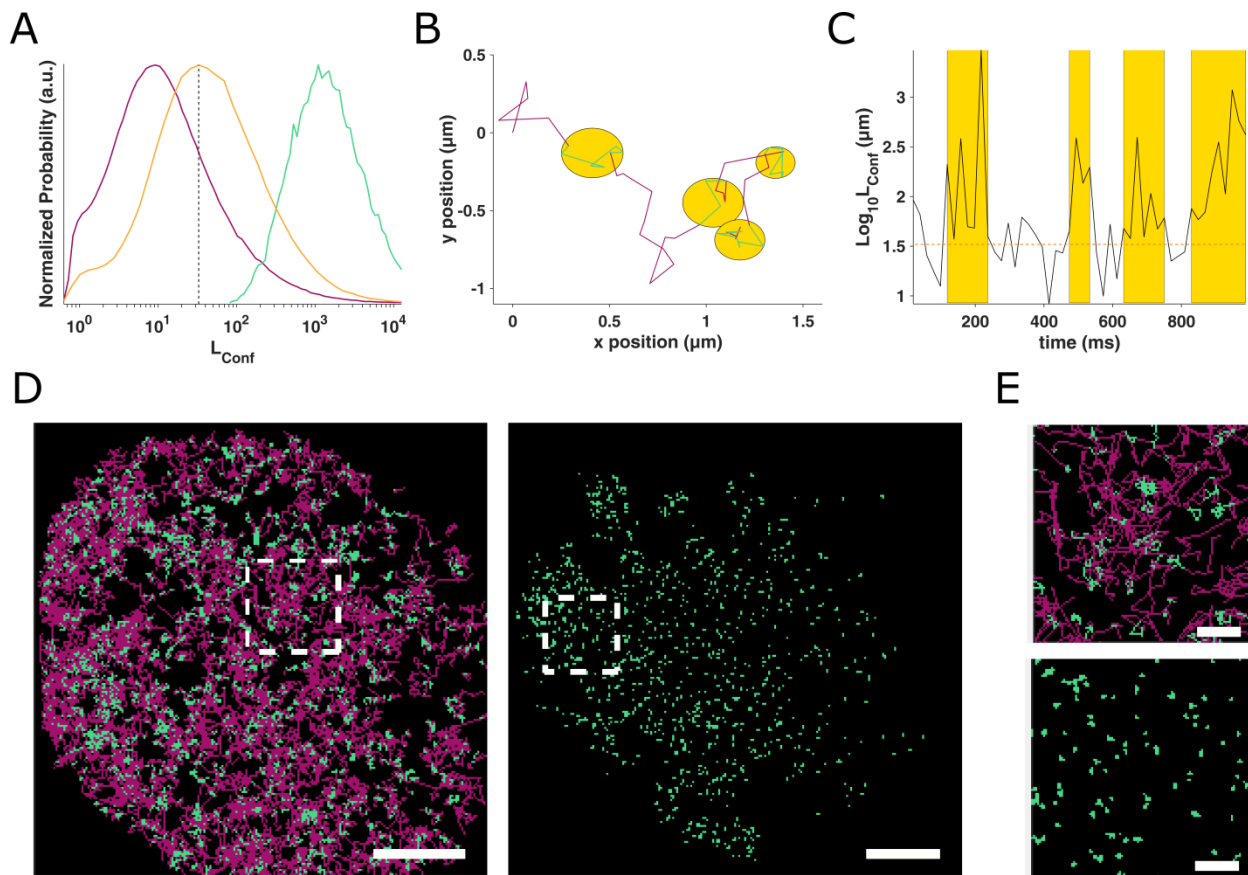 A
Normalized Probability (a.u.)
10^0 10^1 10^2 10^3 10^4
L_Conf
B
y position (μm)
0.5
0
-0.5
-1
0 0.5 1 1.5
x position (μm)
C
Log_10 L_Conf (μm)
3
2.5
2
1.5
1
200 400 600 800
time (ms)
D
E